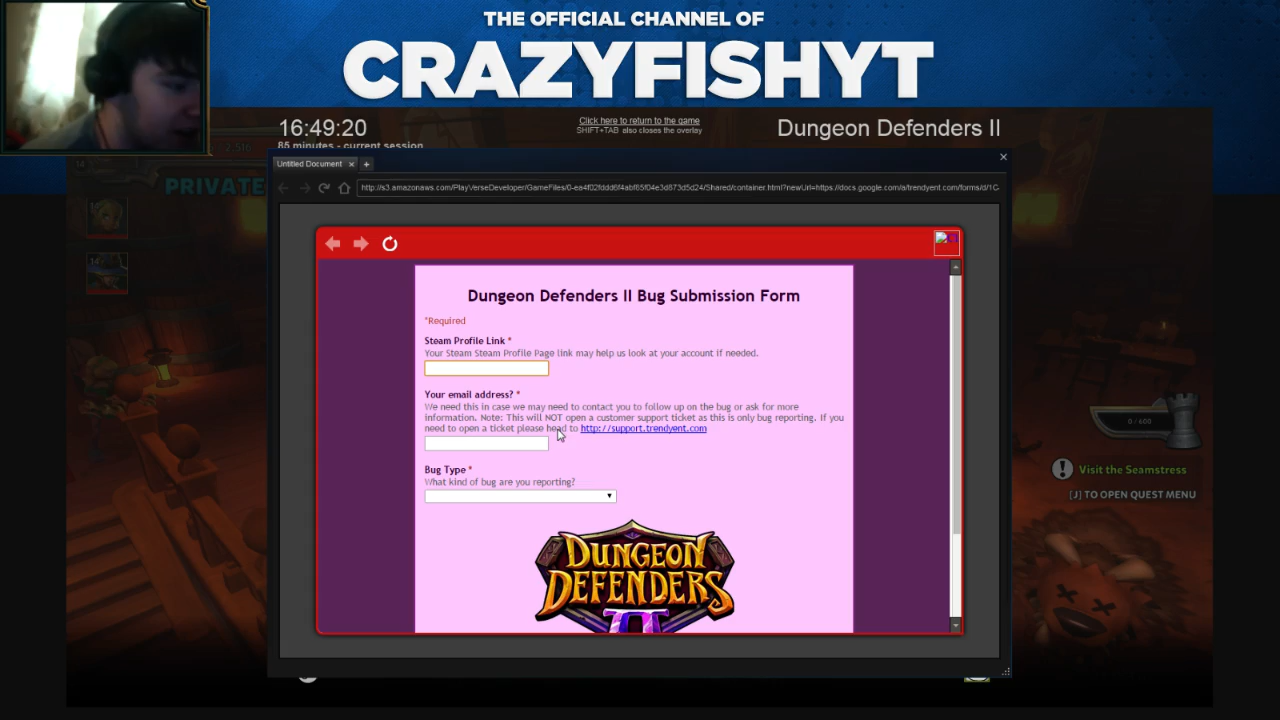 THE OFFICIAL CHANNEL OF
CRAZYFISHYT
16:49:20
85 minutes - current session
Click here to return to the game
SHIFT+TAB also closes the overlay
Dungeon Defenders II
2,516
14
PRIVATE
14
Untitled Document
*Required
Dungeon Defenders II Bug Submission Form
Steam Profile Link *
Your Steam Steam Profile Page link may help us look at your account if needed.
Your email address? *
We need this in case we may need to contact you to follow up on the bug or ask for more
information. Note: This will NOT open a customer support ticket as this is only bug reporting. If you
need to open a ticket please head to http://support.trendyent.com
Bug Type *
What kind of bug are you reporting?
DUNGEON
DEFENDERS
II
0 / 600
Visit the Seamstress
[J] TO OPEN QUEST MENU